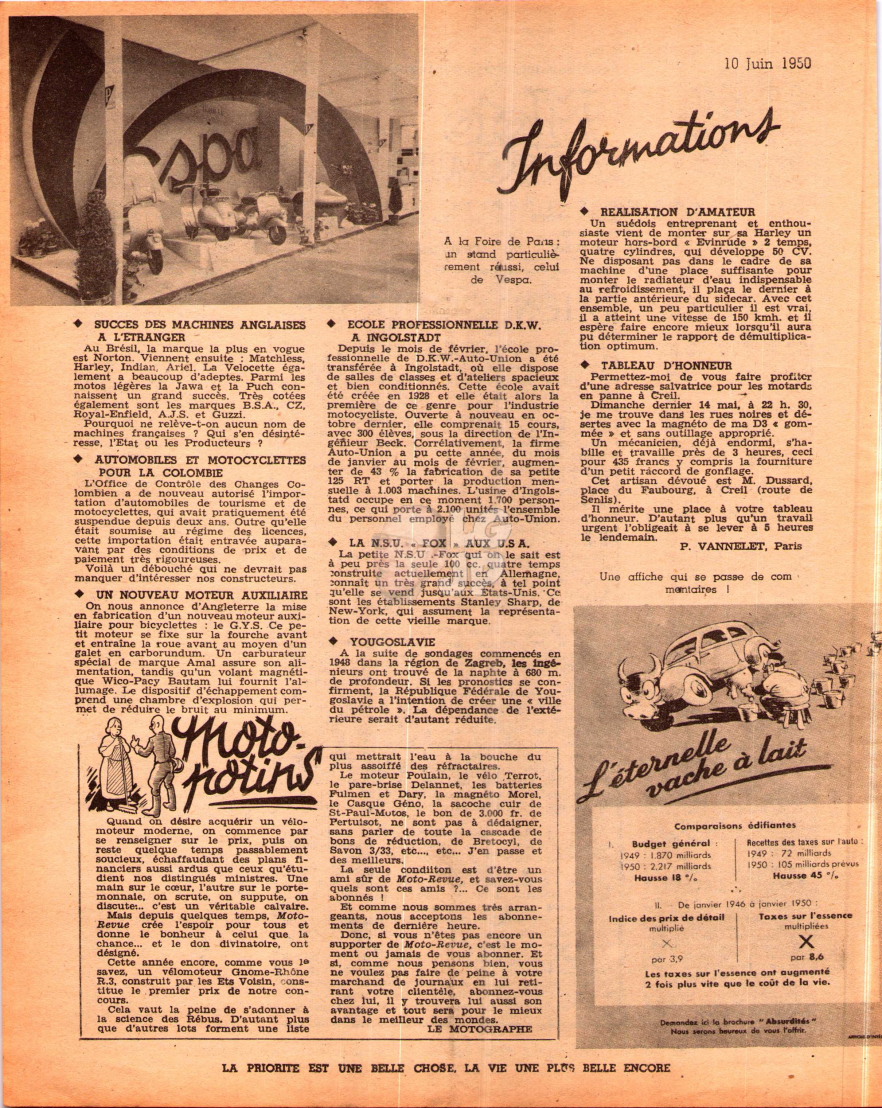 10 Juin 1950
Informations
espa
A la Foire de Paris :
un stand particuliè-
rement réussi, celui
de Vespa.
◆ SUCCES DES MACHINES ANGLAISES
A L'ETRANGER
Au Brésil, la marque la plus en vogue
est Norton. Viennent ensuite : Matchless,
Harley, Indian, Ariel. La Velocette éga-
lement a beaucoup d'adeptes. Parmi les
motos légères la Jawa et la Puch con-
naissent un grand succès. Très cotées
également sont les marques B.S.A., CZ,
Royal-Enfield, A.J.S. et Guzzi.
Pourquoi ne relève-t-on aucun nom de
machines françaises ? Qui s'en désinté-
resse, l'Etat ou les Producteurs ?
◆ AUTOMOBILES ET MOTOCYCLETTES
POUR LA COLOMBIE
L'Office de Contrôle des Changes Co-
lombien a de nouveau autorisé l'impor-
tation d'automobiles de tourisme et de
motocyclettes, qui avait pratiquement été
suspendue depuis deux ans. Outre qu'elle
était soumise au régime des licences,
cette importation était entravée aupara-
vant par des conditions de prix et de
paiement très rigoureuses.
Voilà un débouché qui ne devrait pas
manquer d'intéresser nos constructeurs.
◆ UN NOUVEAU MOTEUR AUXILIAIRE
On nous annonce d'Angleterre la mise
en fabrication d'un nouveau moteur auxi-
liaire pour bicyclettes : le G.Y.S. Ce pe-
tit moteur se fixe sur la fourche avant
et entraîne la roue avant au moyen d'un
galet en carborundum. Un carburateur
spécial de marque Amal assure son ali-
mentation, tandis qu'un volant magnéti-
que Wico-Pacy Bautam lui fournit l'al-
lumage. Le dispositif d'échappement com-
prend une chambre d'explosion qui per-
met de réduire le bruit au minimum.
◆ ECOLE PROFESSIONNELLE D.K.W.
A INGOLSTADT
Depuis le mois de février, l'école pro-
fessionnelle de D.K.W.-Auto-Union a été
transférée à Ingolstadt, où elle dispose
de salles de classes et d'ateliers spacieux
et bien conditionnés. Cette école avait
été créée en 1928 et elle était alors la
première de ce genre pour l'industrie
motocycliste. Ouverte à nouveau en oc-
tobre dernier, elle comprenait 15 cours,
avec 300 élèves, sous la direction de l'In-
génieur Beck. Corrélativement, la firme
Auto-Union a pu cette année, du mois
de janvier au mois de février, augmen-
ter de 43 % la fabrication de sa petite
125 RT et porter la production men-
suelle à 1.003 machines. L'usine d'Ingols-
tatd occupe en ce moment 1.700 person-
nes, ce qui porte à 2.100 unités l'ensemble
du personnel employé chez Auto-Union.
◆ LA N.S.U. - FOX - AUX U.S.A.
La petite N.S.U.-Fox qui on le sait est
à peu près la seule 100 cc. quatre temps
construite actuellement en Allemagne,
connaît un très grand succès, à tel point
qu'elle se vend jusqu'aux Etats-Unis. Ce
sont les établissements Stanley Sharp, de
New-York, qui assument la représenta-
tion de cette vieille marque.
◆ YOUGOSLAVIE
A la suite de sondages commencés en
1948 dans la région de Zagreb, les ingé-
nieurs ont trouvé de la naphte à 680 m.
de profondeur. Si les pronostics se con-
firment, la République Fédérale de You-
goslavie a l'intention de créer une « ville
du pétrole ». La dépendance de l'exté-
rieure serait d'autant réduite.
◆ REALISATION D'AMATEUR
Un suédois entreprenant et enthou-
siaste vient de monter sur sa Harley un
moteur hors-bord « Evinrude » 2 temps,
quatre cylindres, qui développe 50 CV.
Ne disposant pas dans le cadre de sa
machine d'une place suffisante pour
monter le radiateur d'eau indispensable
au refroidissement, il plaça le dernier à
la partie antérieure du sidecar. Avec cet
ensemble, un peu particulier il est vrai,
il a atteint une vitesse de 150 kmh. et il
espère faire encore mieux lorsqu'il aura
pu déterminer le rapport de démultiplica-
tion optimum.
◆ TABLEAU D'HONNEUR
Permettez-moi de vous faire profiter
d'une adresse salvatrice pour les motards
en panne à Creil.
Dimanche dernier 14 mai, à 22 h. 30,
je me trouve dans les rues noires et dé-
sertes avec la magnéto de ma D3 « gom-
mée » et sans outillage approprié.
Un mécanicien, déjà endormi, s'ha-
bille et travaille près de 3 heures, ceci
pour 435 francs y compris la fourniture
d'un petit raccord de gonflage.
Cet artisan dévoué est M. Dussard,
place du Faubourg, à Creil (route de
Senlis).
Il mérite une place à votre tableau
d'honneur. D'autant plus qu'un travail
urgent l'obligeait à se lever à 5 heures
le lendemain.
P. VANNELET, Paris
Une affiche qui se passe de com
mentaires !
L'éternelle
vache à lait
Comparaisons édifiantes
I. Budget général :
1949 : 1.870 milliards
1950 : 2.217 milliards
Hausse 18 %
Recettes des taxes sur l'auto :
1949 : 72 milliards
1950 : 105 milliards prévus
Hausse 45 %
II. - De janvier 1946 à janvier 1950 :
Indice des prix de détail
multiplié
X
par 3,9
Taxes sur l'essence
multipliées
X
par 8,6
Les taxes sur l'essence ont augmenté
2 fois plus vite que le coût de la vie.
Demandez ici la brochure "Absurdités"
Nous serons heureux de vous l'offrir.
Moto-
potins
Quand on désire acquérir un vélo-
moteur moderne, on commence par
se renseigner sur le prix, puis on
reste quelque temps passablement
soucieux, échaffaudant des plans fi-
nanciers aussi ardus que ceux qu'étu-
dient nos distingués ministres. Une
main sur le cœur, l'autre sur le porte-
monnaie, on scrute, on suppute, on
discute... c'est un véritable calvaire.
Mais depuis quelques temps, Moto-
Revue crée l'espoir pour tous et
donne le bonheur à celui que la
chance... et le don divinatoire, ont
désigné.
Cette année encore, comme vous le
savez, un vélomoteur Gnome-Rhône
R.3, construit par les Ets Voisin, cons-
titue le premier prix de notre con-
cours.
Cela vaut la peine de s'adonner à
la science des Rébus. D'autant plus
que d'autres lots forment une liste
qui mettrait l'eau à la bouche du
plus assoiffé des réfractaires.
Le moteur Poulain, le vélo Terrot,
le pare-brise Delannet, les batteries
Fulmen et Dary, la magnéto Morel,
le Casque Géno, la sacoche cuir de
St-Paul-Motos, le bon de 3.000 fr. de
Pertuisot, ne sont pas à dédaigner,
sans parler de toute la cascade de
bons de réduction, de Bretocyl, de
Savon 3/33, etc..., etc... J'en passe et
des meilleurs.
La seule condiiton est d'être un
ami sûr de Moto-Revue, et savez-vous
quels sont ces amis ?... Ce sont les
abonnés !
Et comme nous sommes très arran-
geants, nous acceptons les abonne-
ments de dernière heure.
Donc, si vous n'êtes pas encore un
supporter de Moto-Revue, c'est le mo-
ment ou jamais de vous abonner. Et
si, comme nous pensons bien, vous
ne voulez pas faire de peine à votre
marchand de journaux en lui reti-
rant votre clientèle, abonnez-vous
chez lui, il y trouvera lui aussi son
avantage et tout sera pour le mieux
dans le meilleur des mondes.
LE MOTOGRAPHE
LA PRIORITE EST UNE BELLE CHOSE, LA VIE UNE PLUS BELLE ENCORE